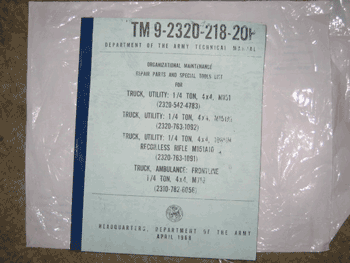 TM 9-2320-218-20P
DEPARTMENT OF THE ARMY TECHNICAL MANUAL
ORGANIZATIONAL MAINTENANCE
REPAIR PARTS AND SPECIAL TOOLS LIST
FOR
TRUCK, UTILITY: 1/4 TON, 4x4, M151
(2320-542-4783)
TRUCK, UTILITY: 1/4 TON, 4x4, M151A1
(2320-763-1092)
TRUCK, UTILITY: 1/4 TON, 4x4,
RECOILLESS RIFLE M151A1C
(2320-763-1091)
TRUCK, AMBULANCE: FRONTLINE
1/4 TON, 4x4,
(2310-782-6056)
HEADQUARTERS, DEPARTMENT OF THE ARMY
APRIL 1969